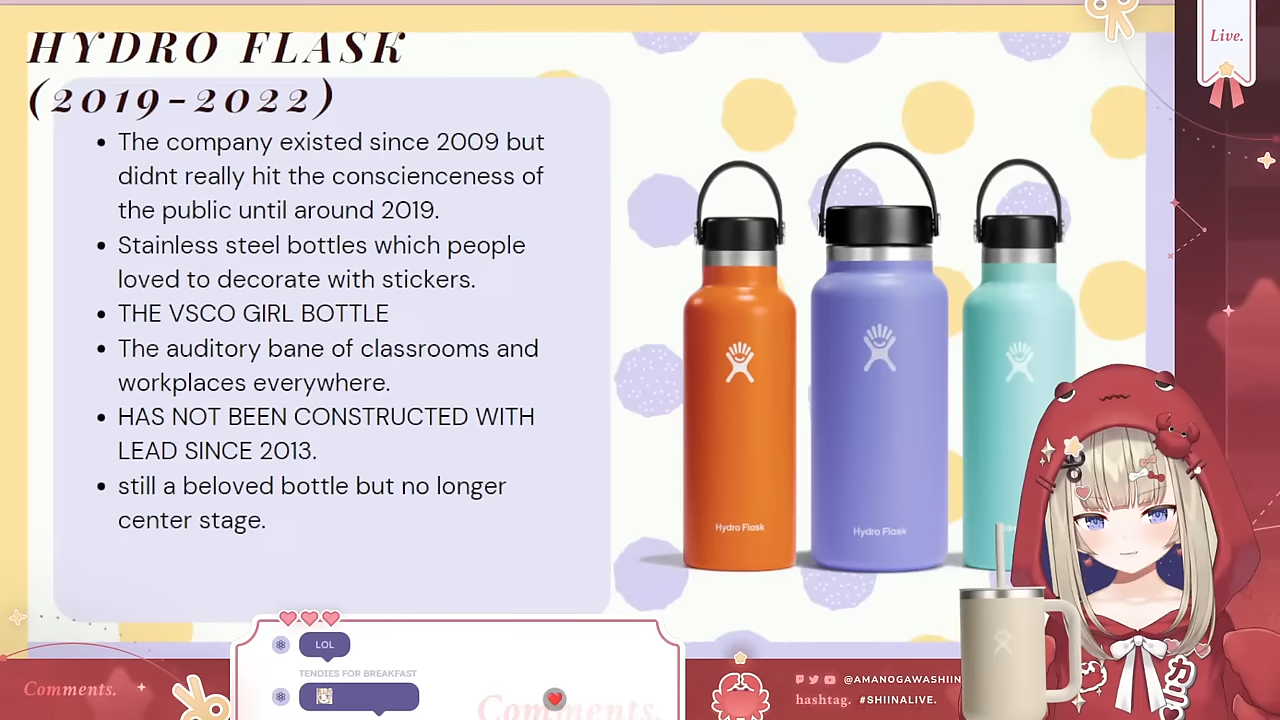 HYDRO FLASK
(2019-2022)
• The company existed since 2009 but
didnt really hit the conscienceness of
the public until around 2019.
• Stainless steel bottles which people
loved to decorate with stickers.
• THE VSCO GIRL BOTTLE
• The auditory bane of classrooms and
workplaces everywhere.
• HAS NOT BEEN CONSTRUCTED WITH
LEAD SINCE 2013.
• still a beloved bottle but no longer
center stage.
Hydro Flask
Hydro Flask
Live.
LOL
TENDIES FOR BREAKFAST
Comments.
Comments.
@AMANOGAWASHIIN
hashtag. #SHIINALIVE.